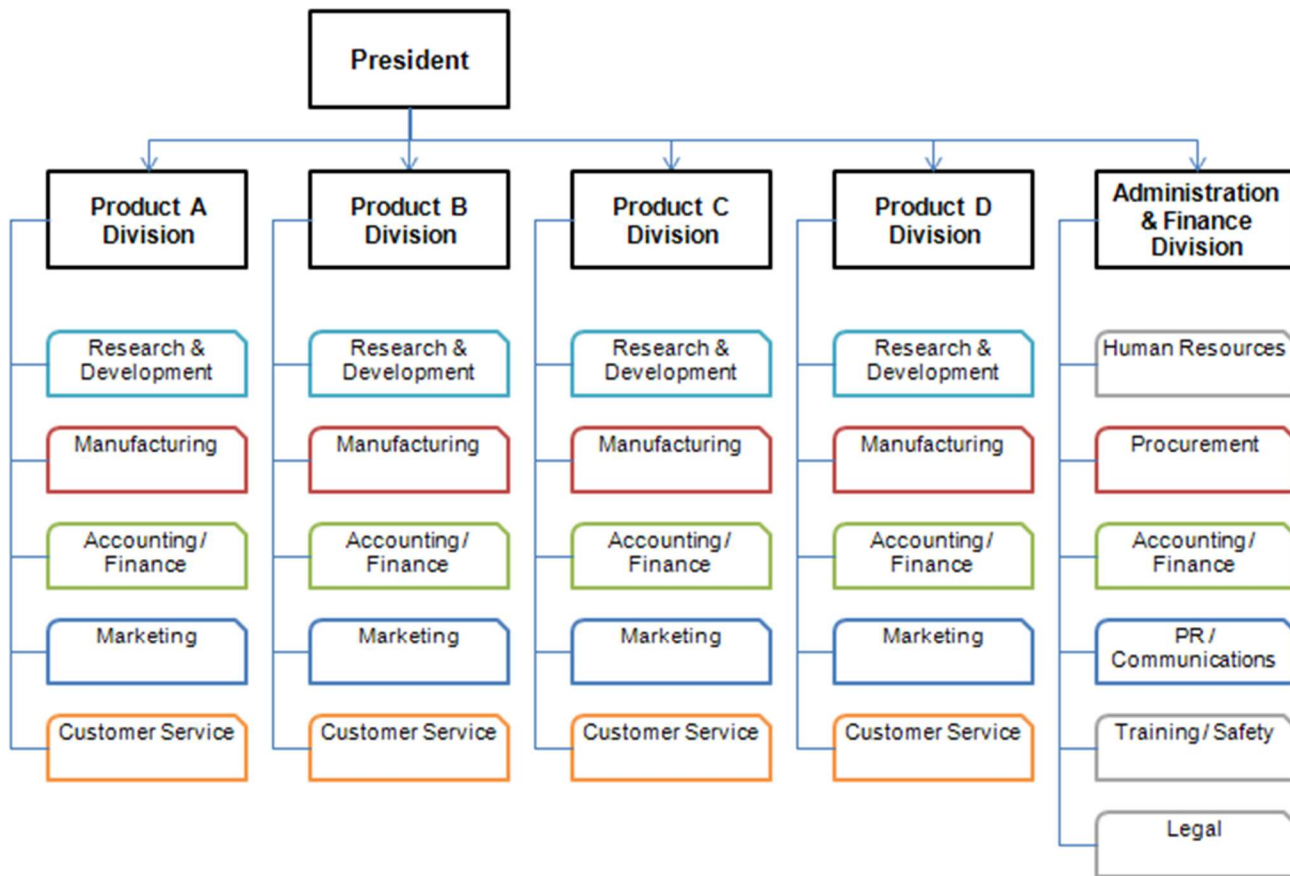 President
Product A
Division
Product B
Division
Product C
Division
Product D
Division
Administration
& Finance
Division
Research &
Development
Research &
Development
Research &
Development
Research &
Development
Human Resources
Manufacturing
Manufacturing
Manufacturing
Manufacturing
Procurement
Accounting /
Finance
Accounting /
Finance
Accounting /
Finance
Accounting /
Finance
Accounting /
Finance
Marketing
Marketing
Marketing
Marketing
PR /
Communications
Customer Service
Customer Service
Customer Service
Customer Service
Training / Safety
Legal